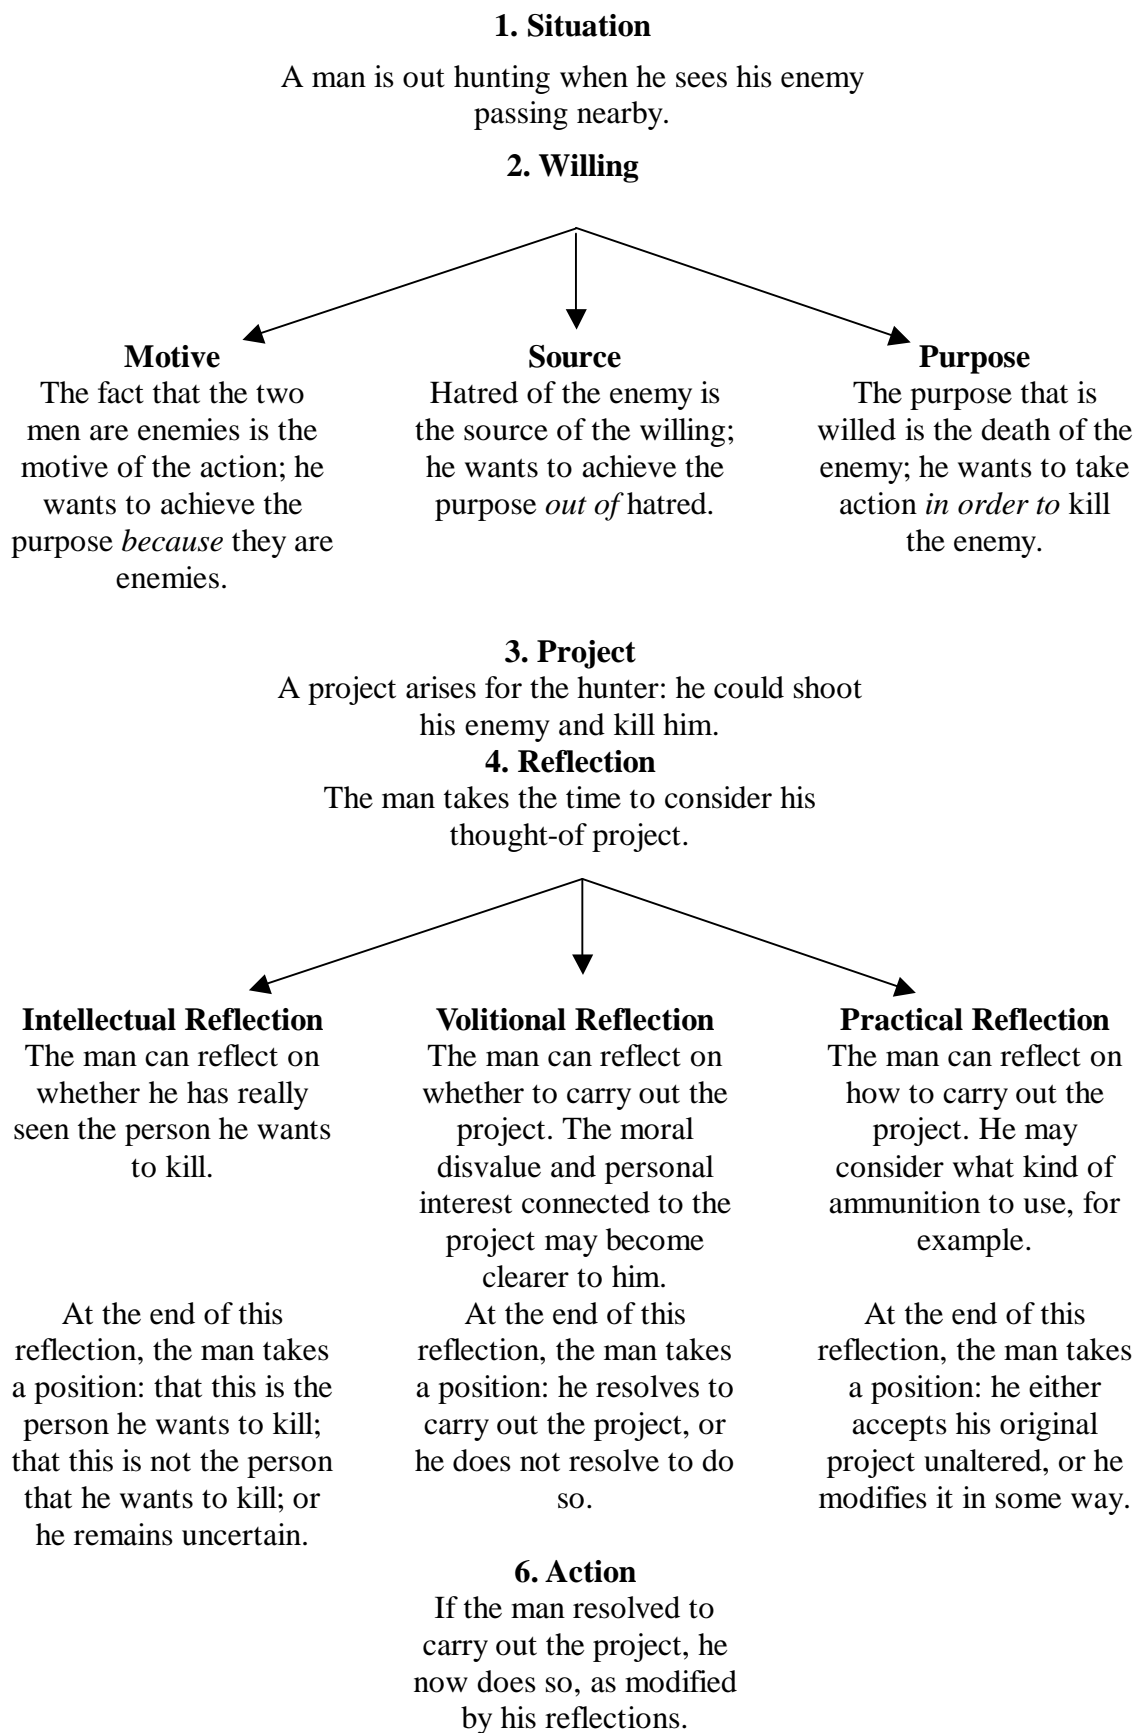 1. Situation
A man is out hunting when he sees his enemy
passing nearby.
2. Willing
Motive
The fact that the two
men are enemies is the
motive of the action; he
wants to achieve the
purpose because they are
enemies.
Source
Hatred of the enemy is
the source of the willing;
he wants to achieve the
purpose out of hatred.
Purpose
The purpose that is
willed is the death of the
enemy; he wants to take
action in order to kill
the enemy.
3. Project
A project arises for the hunter: he could shoot
his enemy and kill him.
4. Reflection
The man takes the time to consider his
thought-of project.
Intellectual Reflection
The man can reflect on
whether he has really
seen the person he wants
to kill.
Volitional Reflection
The man can reflect on
whether to carry out the
project. The moral
disvalue and personal
interest connected to the
project may become
clearer to him.
Practical Reflection
The man can reflect on
how to carry out the
project. He may
consider what kind of
ammunition to use, for
example.
At the end of this
reflection, the man takes
a position: that this is the
person he wants to kill;
that this is not the person
that he wants to kill; or
he remains uncertain.
At the end of this
reflection, the man takes
a position: he resolves to
carry out the project, or
he does not resolve to do
so.
At the end of this
reflection, the man takes
a position: he either
accepts his original
project unaltered, or he
modifies it in some way.
6. Action
If the man resolved to
carry out the project, he
now does so, as modified
by his reflections.